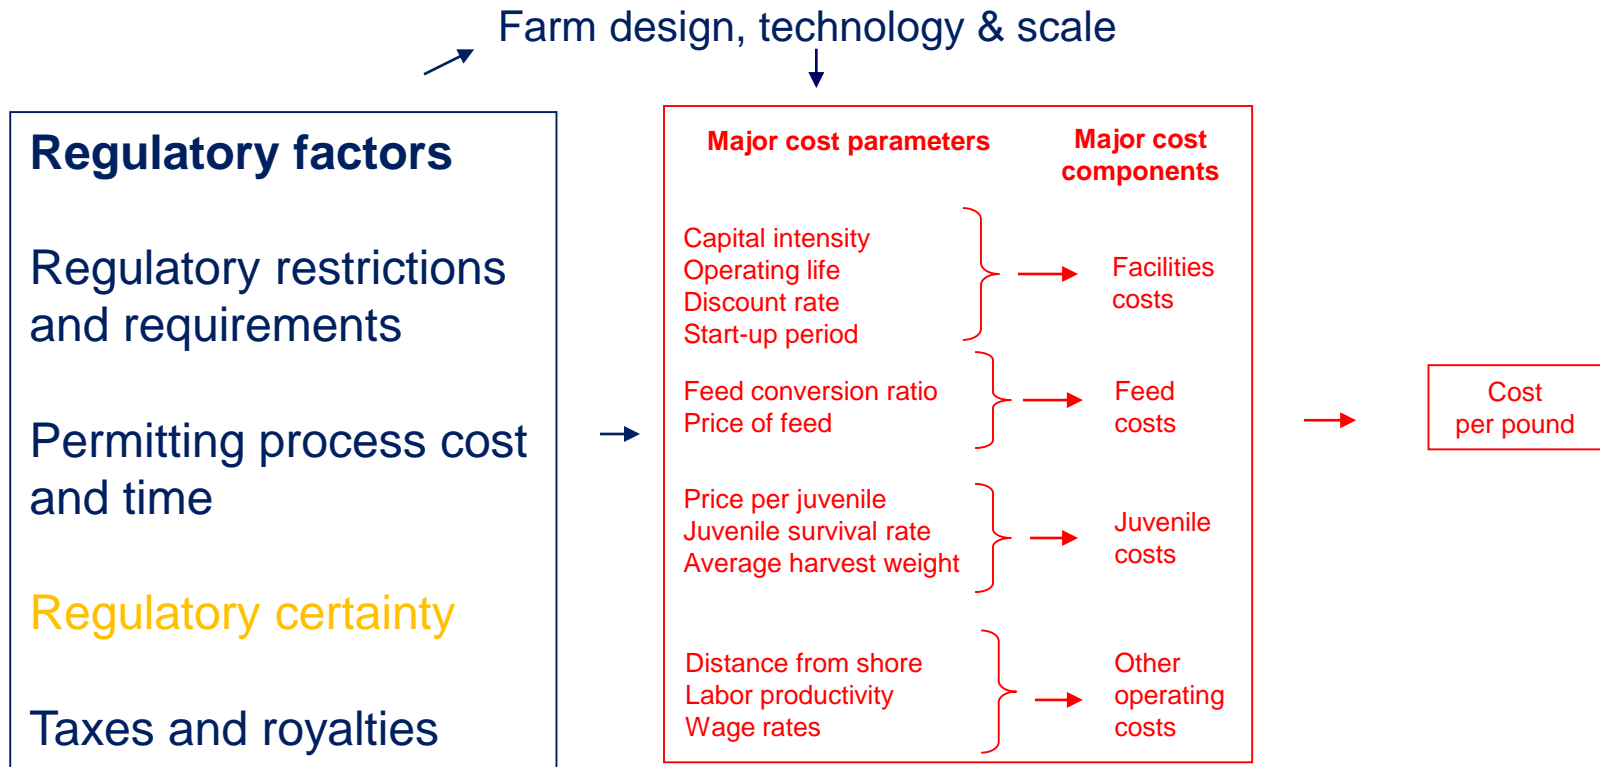 Farm design, technology & scale
Regulatory factors
Regulatory restrictions
and requirements
Permitting process cost
and time
Regulatory certainty
Taxes and royalties
Major cost parameters
Major cost
components
Capital intensity
Operating life
Discount rate
Start-up period
Facilities
costs
Feed conversion ratio
Price of feed
Feed
costs
Price per juvenile
Juvenile survival rate
Average harvest weight
Juvenile
costs
Distance from shore
Labor productivity
Wage rates
Other
operating
costs
Cost
per pound